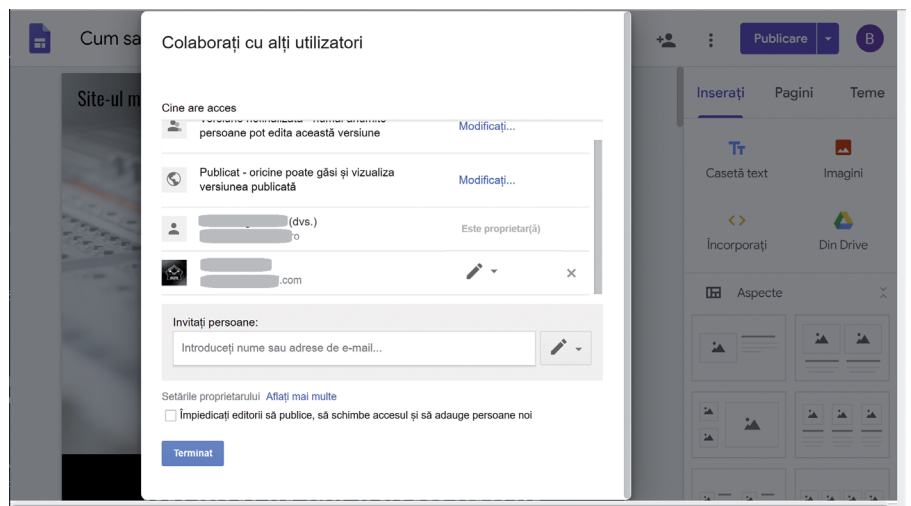 Cum sa
Colaborați cu alți utilizatori
Publicare
B
Site-ul m
Inserați Pagini Teme
Cine are acces
persoane pot edita această versiune
Modificați...
Publicat - oricine poate găsi și vizualiza
versiunea publicată
Modificați...
(dvs.)
ro
Este proprietar(ă)
.com
Invitați persoane:
Introduceți nume sau adrese de e-mail...
Setările proprietarului Aflați mai multe
Împiedicați editorii să publice, să schimbe accesul și să adauge persoane noi
Terminat
Tт
Casetă text
Imagini
Încorporați
Din Drive
Aspecte